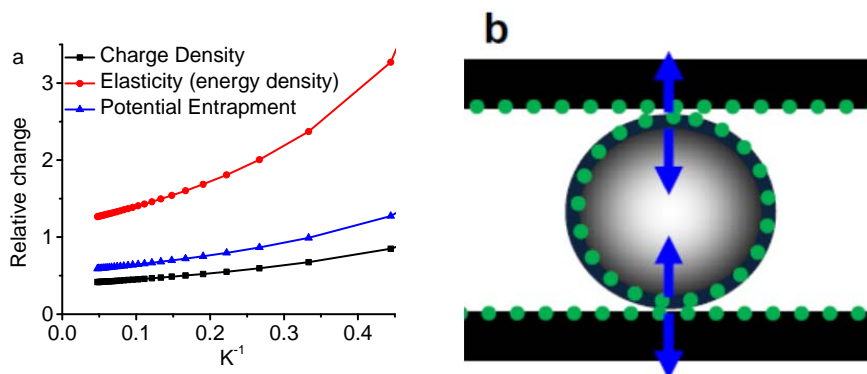 a
Charge Density
Elasticity (energy density)
Potential Entrapment
Relative change
3
2
1
0
0.0 0.1 0.2 0.3 0.4
K⁻¹
b